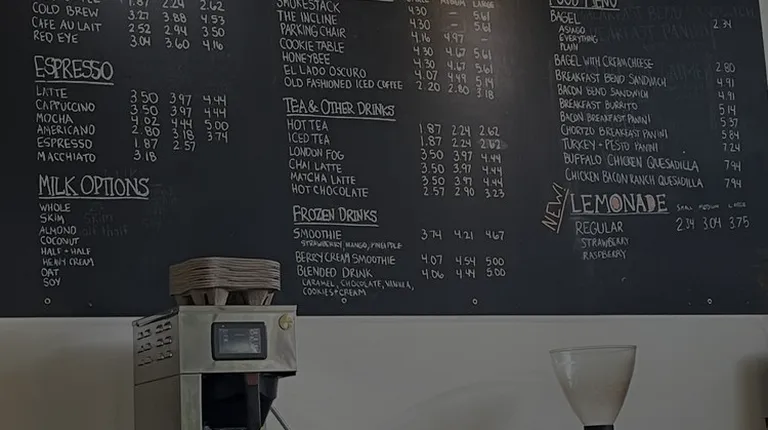 1.87 2.24 2.62
COLD BREW 3.27 3.88 4.53
CAFE AU LAIT 2.52 2.94 3.50
RED EYE 3.04 3.60 4.16
ESPRESSO
LATTE 3.50 3.97 4.44
CAPPUCCINO 3.50 3.97 4.44
MOCHA 4.02 4.44 5.00
AMERICANO 2.80 3.18 3.74
ESPRESSO 1.87 2.57
MACCHIATO 3.18
MILK OPTIONS
WHOLE
SKIM
ALMOND
COCONUT
HALF + HALF
HEAVY CREAM
OAT
SOY
SMALL MEDIUM LARGE
SMOKESTACK 4.30 — 5.61
THE INCLINE 4.30 — 5.61
PARKING CHAIR 4.16 4.97 —
COOKIE TABLE 4.30 4.67 5.61
HONEYBEE 4.30 4.67 5.61
EL LADO OSCURO 4.07 4.49 5.14
OLD FASHIONED ICED COFFEE 2.20 2.80 3.18
TEA & OTHER DRINKS
HOT TEA 1.87 2.24 2.62
ICED TEA 1.87 2.24 2.62
LONDON FOG 3.50 3.97 4.44
CHAI LATTE 3.50 3.97 4.44
MATCHA LATTE 3.50 3.97 4.44
HOT CHOCOLATE 2.57 2.90 3.23
FROZEN DRINKS
SMOOTHIE 3.74 4.21 4.67
STRAWBERRY, MANGO, PINEAPPLE
BERRY CREAM SMOOTHIE 4.07 4.54 5.00
BLENDED DRINK 4.06 4.44 5.00
CARAMEL, CHOCOLATE, VANILLA,
COOKIES + CREAM
FOOD MENU
BAGEL 2.34
ASIAGO
EVERYTHING
PLAIN
BAGEL WITH CREAM CHEESE 2.80
BREAKFAST BEND SANDWICH 4.91
BACON BEND SANDWICH 4.91
BREAKFAST BURRITO 5.14
BACON BREAKFAST PANINI 5.37
CHORIZO BREAKFAST PANINI 5.84
TURKEY + PESTO PANINI 7.24
BUFFALO CHICKEN QUESADILLA 7.94
CHICKEN BACON RANCH QUESADILLA 7.94
NEW!
LEMONADE SMALL MEDIUM LARGE
REGULAR 2.34 3.04 3.75
STRAWBERRY
RASPBERRY